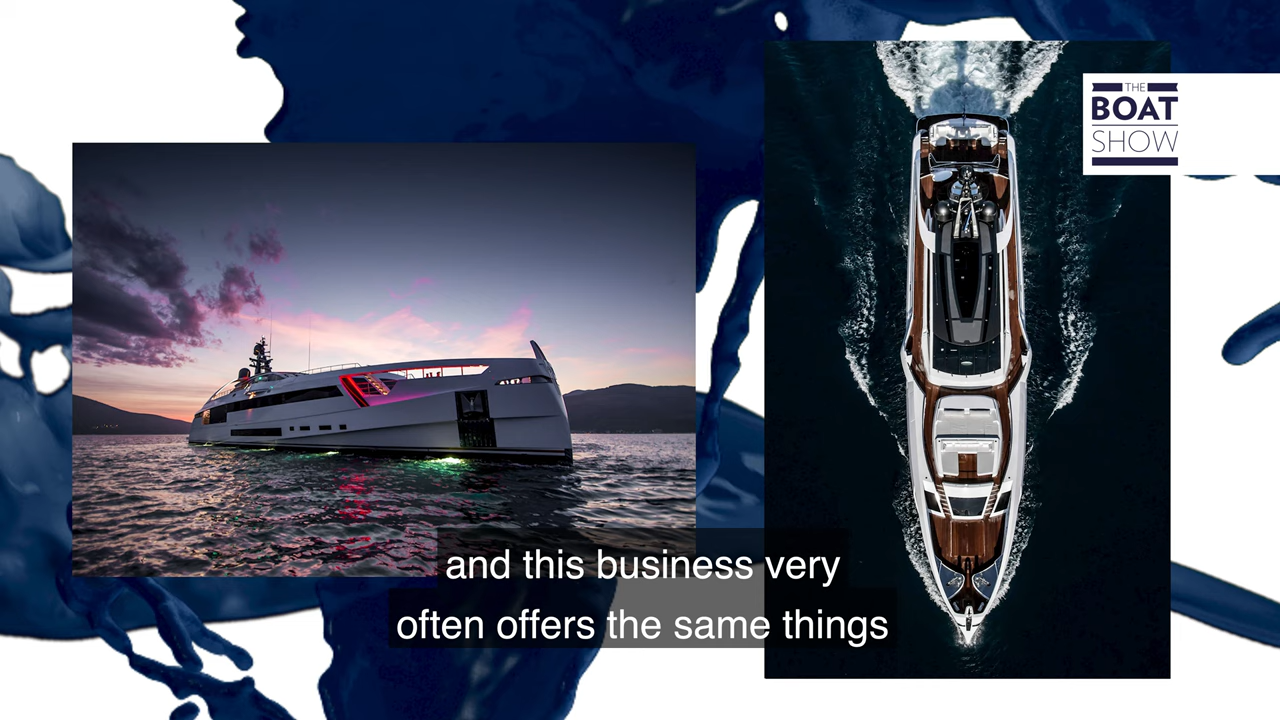 THE
BOAT
SHOW
and this business very
often offers the same things